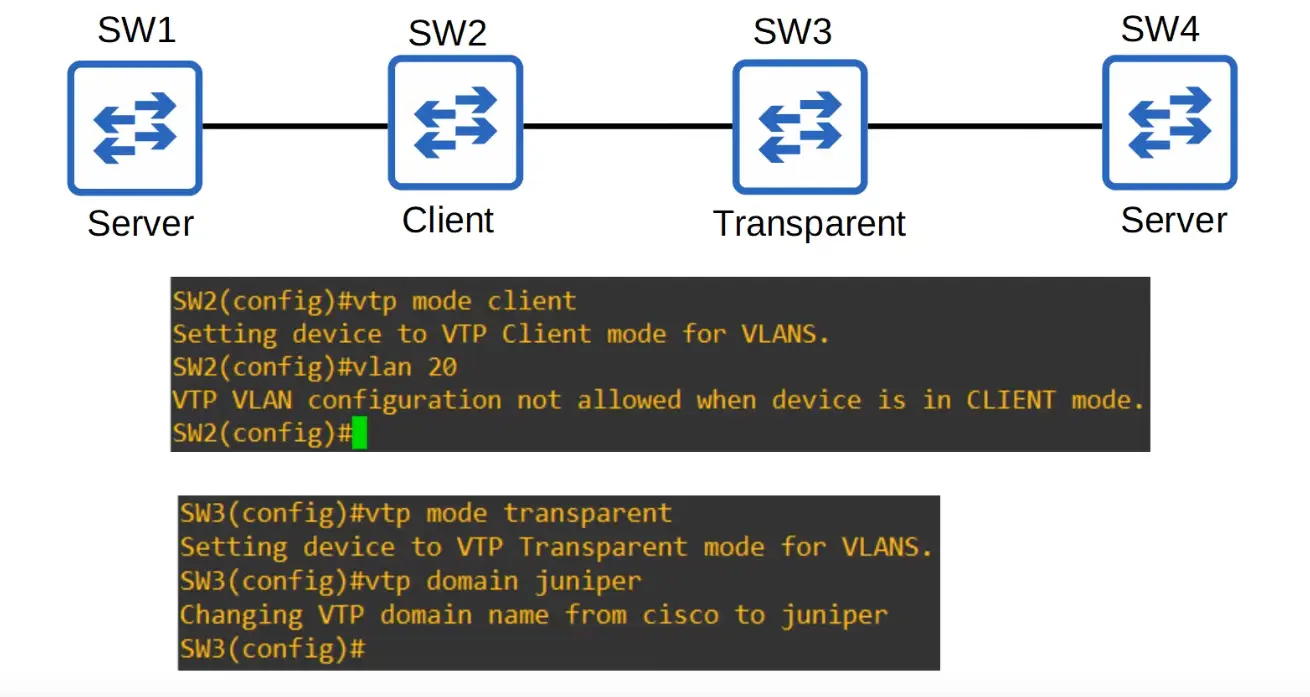 SW1 SW2 SW3 SW4
Server Client Transparent Server
SW2(config)#vtp mode client
Setting device to VTP Client mode for VLANS.
SW2(config)#vlan 20
VTP VLAN configuration not allowed when device is in CLIENT mode.
SW2(config)#
SW3(config)#vtp mode transparent
Setting device to VTP Transparent mode for VLANS.
SW3(config)#vtp domain juniper
Changing VTP domain name from cisco to juniper
SW3(config)#